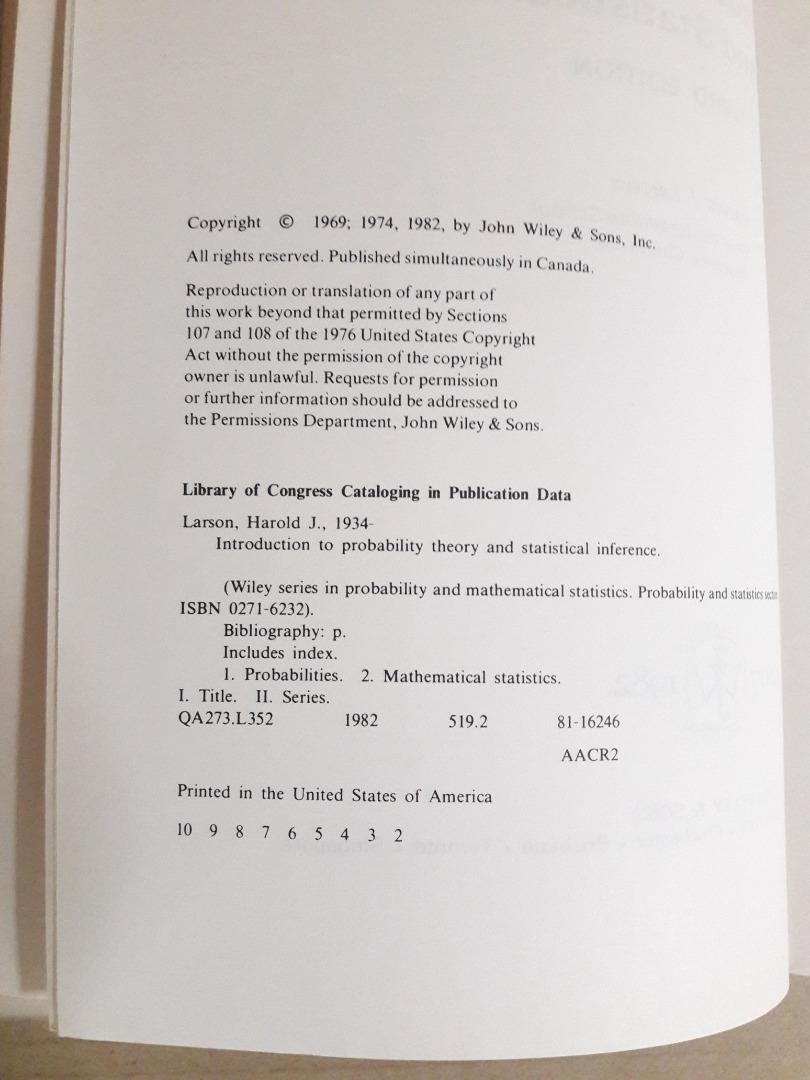 Copyright © 1969; 1974, 1982, by John Wiley & Sons, Inc.
All rights reserved. Published simultaneously in Canada.
Reproduction or translation of any part of
this work beyond that permitted by Sections
107 and 108 of the 1976 United States Copyright
Act without the permission of the copyright
owner is unlawful. Requests for permission
or further information should be addressed to
the Permissions Department, John Wiley & Sons.
Library of Congress Cataloging in Publication Data
Larson, Harold J., 1934-
Introduction to probability theory and statistical inference.
(Wiley series in probability and mathematical statistics. Probability and statistics section
ISBN 0271-6232).
Bibliography: p.
Includes index.
1. Probabilities. 2. Mathematical statistics.
I. Title. II. Series.
QA273.L352 1982 519.2 81-16246
AACR2
Printed in the United States of America
10 9 8 7 6 5 4 3 2